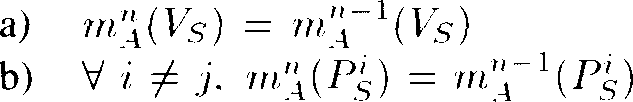 a) m_A^n(V_S) = m_A^{n-1}(V_S)
b) ∀ i ≠ j. m_A^n(P_S^i) = m_A^{n-1}(P_S^i)